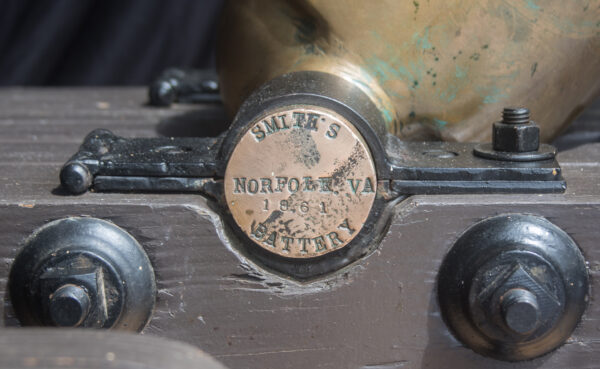 SMITH'S
NORFOLK VA
1861
BATTERY